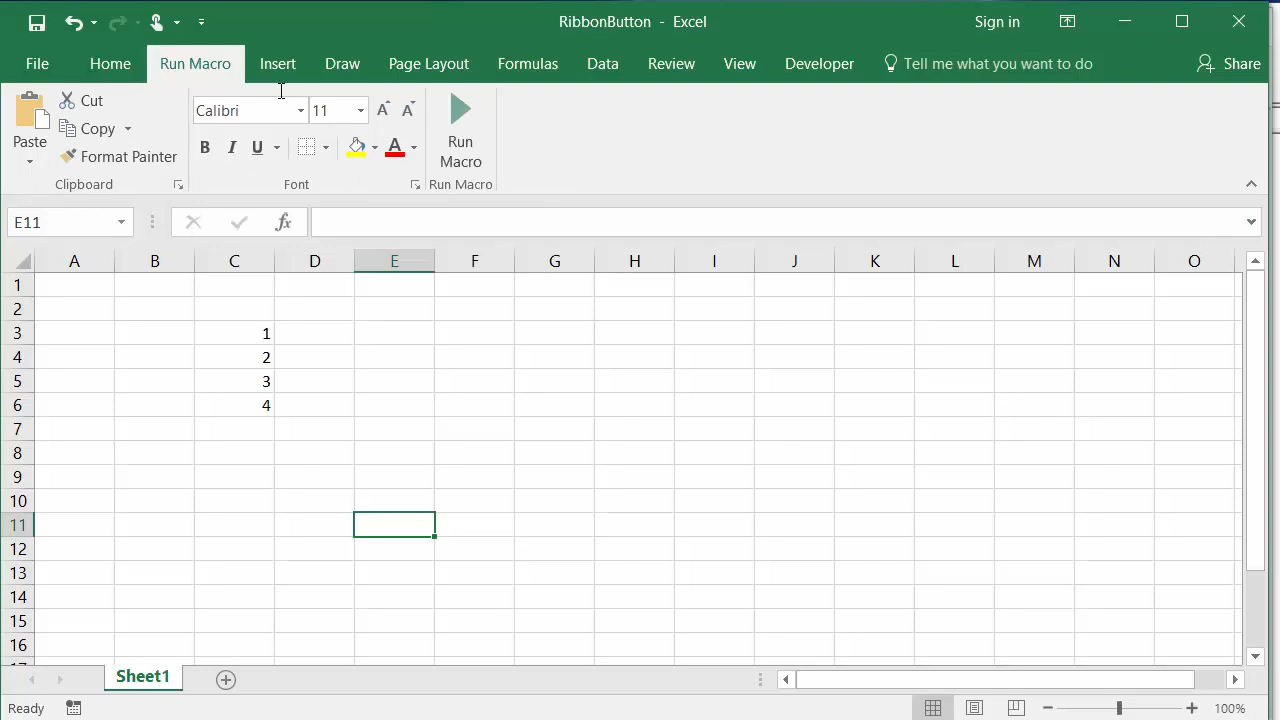 RibbonButton - Excel
Sign in
File Home Run Macro Insert Draw Page Layout Formulas Data Review View Developer Tell me what you want to do Share
Paste
Cut
Copy
Format Painter
Clipboard
Calibri 11
B I U A
Font
Run
Macro
Run Macro
E11 fx
A B C D E F G H I J K L M N O
1
2
3 1
4 2
5 3
6 4
7
8
9
10
11
12
13
14
15
16
Sheet1
Ready 100%